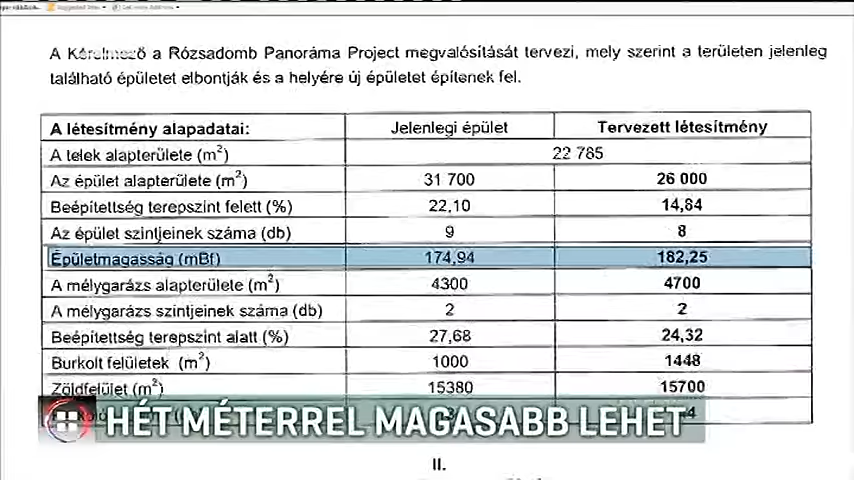 A Kérelmező a Rózsadomb Panoráma Project megvalósítását tervezi, mely szerint a területen jelenleg
található épületet elbontják és a helyére új épületet építenek fel.
A létesítmény alapadatai: Jelenlegi épület Tervezett létesítmény
A telek alapterülete (m²) 22 785
Az épület alapterülete (m²) 31 700 26 000
Beépítettség terepszint felett (%) 22,10 14,84
Az épület szintjeinek száma (db) 9 8
Épületmagasság (mBf) 174,94 182,25
A mélygarázs alapterülete (m²) 4300 4700
A mélygarázs szintjeinek száma (db) 2 2
Beépítettség terepszint alatt (%) 27,68 24,32
Burkolt felületek (m²) 1000 1448
Zöldfelület (m²) 15380 15700
HÉT MÉTERREL MAGASABB LEHET
II.